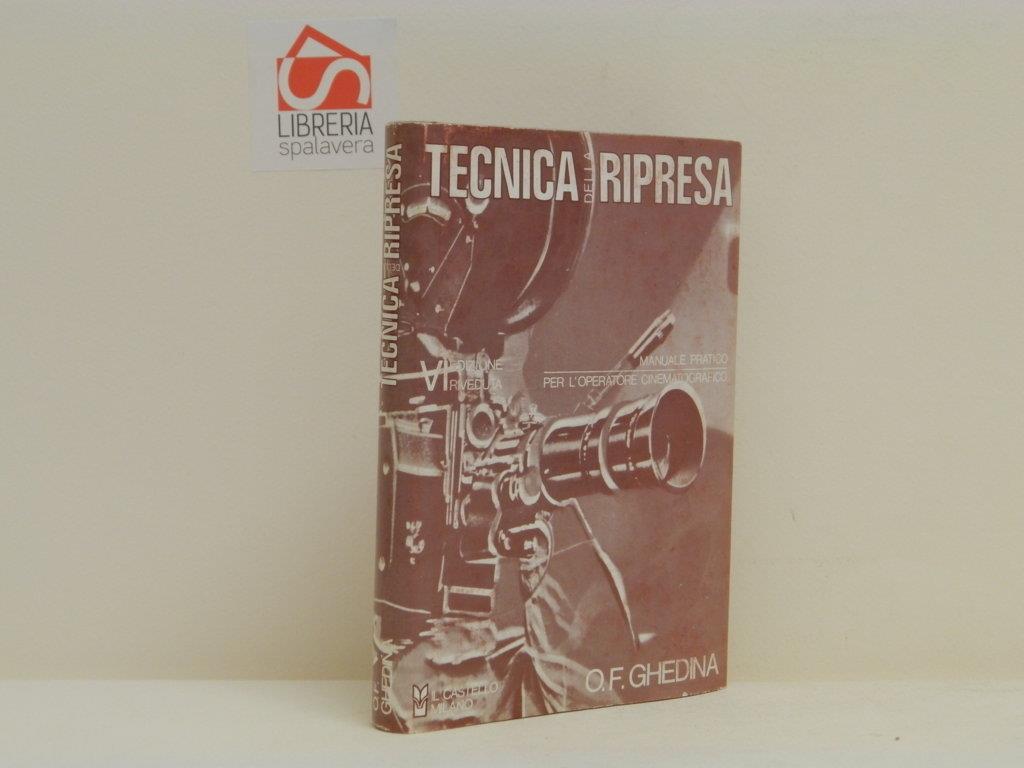 LIBRERIA
spalavera
TECNICA DELLA RIPRESA
MANUALE PRATICO
PER L'OPERATORE CINEMATOGRAFICO
VI EDIZIONE
RIVEDUTA
O. F. GHEDINA
IL CASTELLO
MILANO
TECNICA RIPRESA
O. F.
GHEDINA